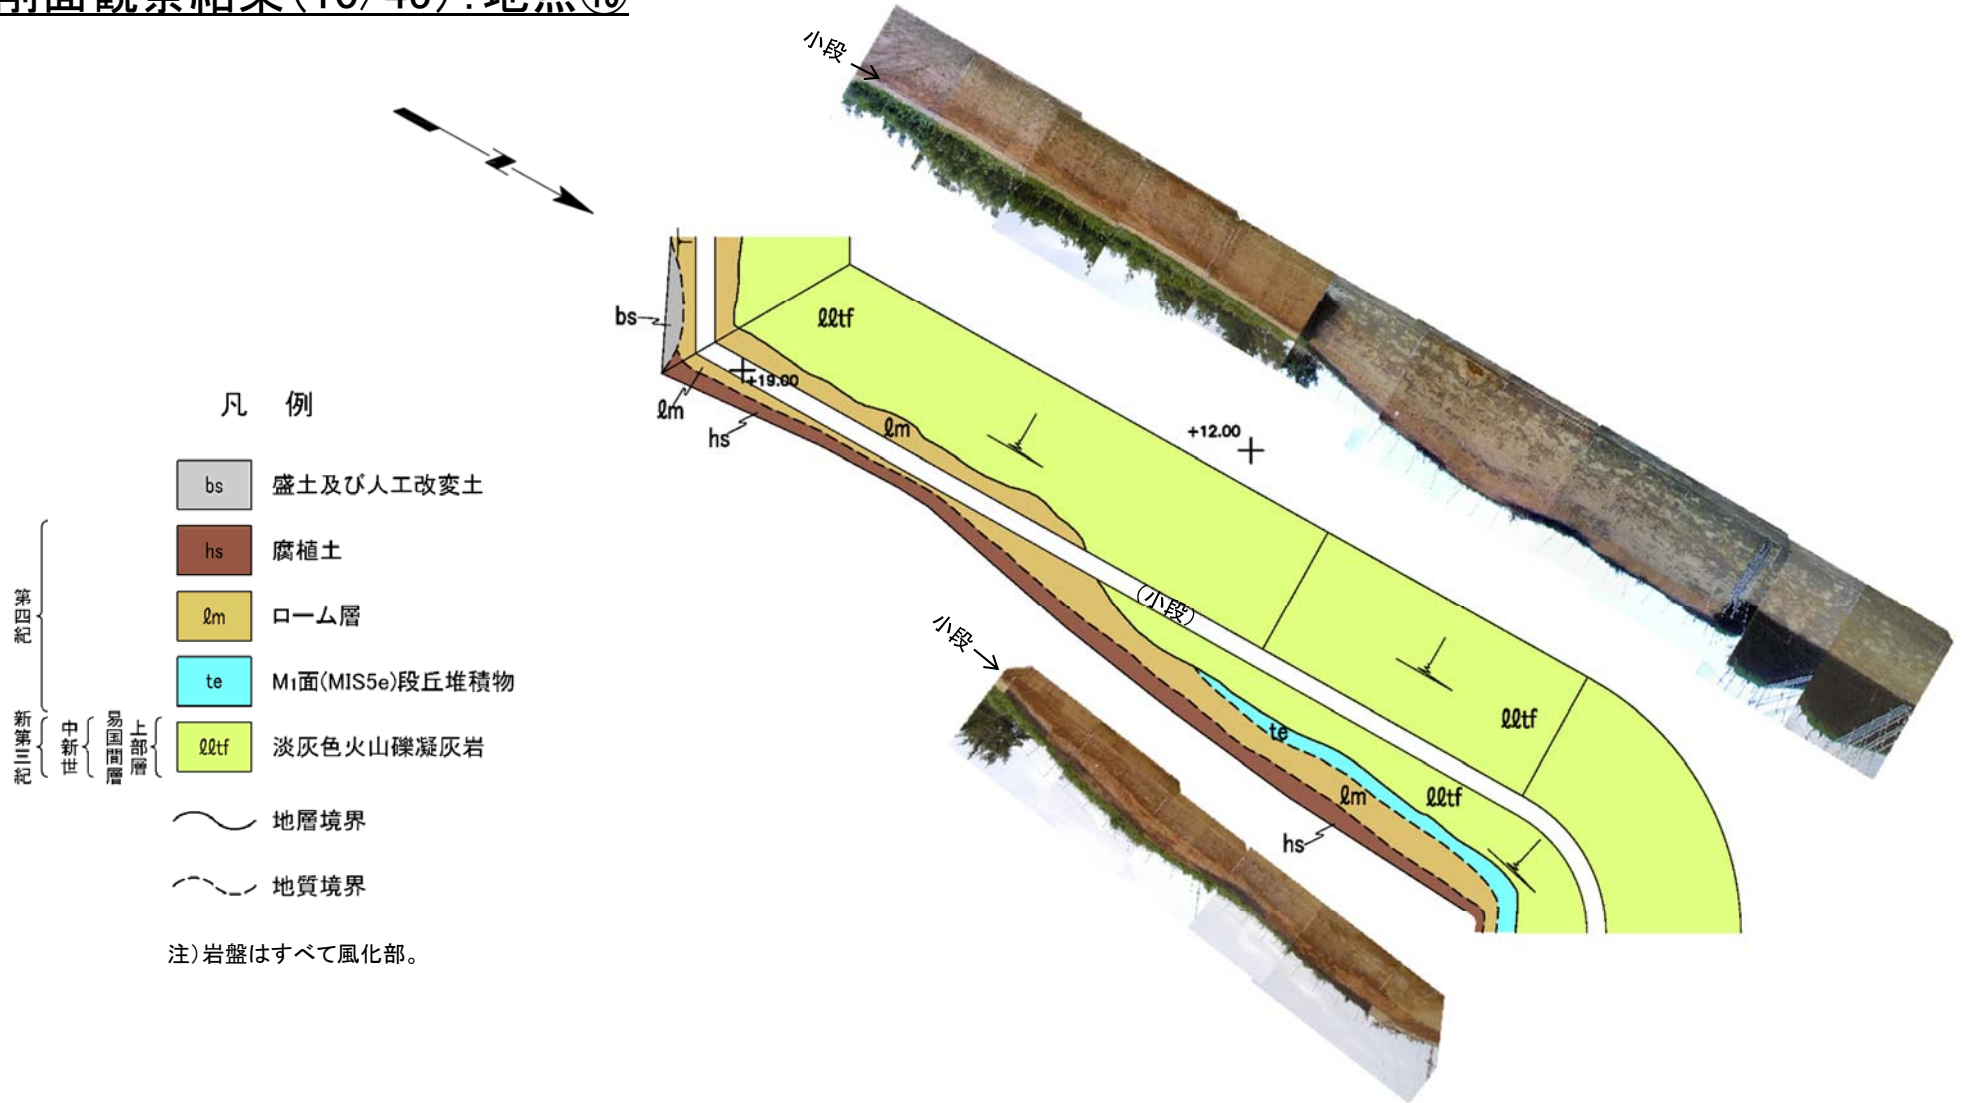 小段
bs
lltf
+19.00
lm
hs
lm
+12.00
(小段)
小段
te
lm
lltf
lltf
hs
凡 例
bs 盛土及び人工改変土
hs 腐植土
lm ローム層
te M1面(MIS5e)段丘堆積物
lltf 淡灰色火山礫凝灰岩
第四紀
新第三紀
中新世
易国間層
上部層
地層境界
地質境界
注)岩盤はすべて風化部。